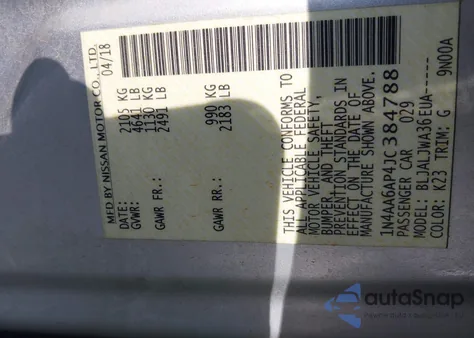 MFD BY NISSAN MOTOR CO., LTD.
DATE: 04/18
GVWR: 2105 KG
4641 LB
GAWR FR: 1130 KG
2491 LB
GAWR RR: 990 KG
2183 LB
THIS VEHICLE CONFORMS TO
ALL APPLICABLE FEDERAL
MOTOR VEHICLE SAFETY,
BUMPER, AND THEFT
PREVENTION STANDARDS IN
EFFECT ON THE DATE OF
MANUFACTURE SHOWN ABOVE.
1N4AA6AP4JC384788
PASSENGER CAR 029
MODEL: BLJALJWA36EUA-----
COLOR: K23 TRIM: G 9N00A
autoSnap